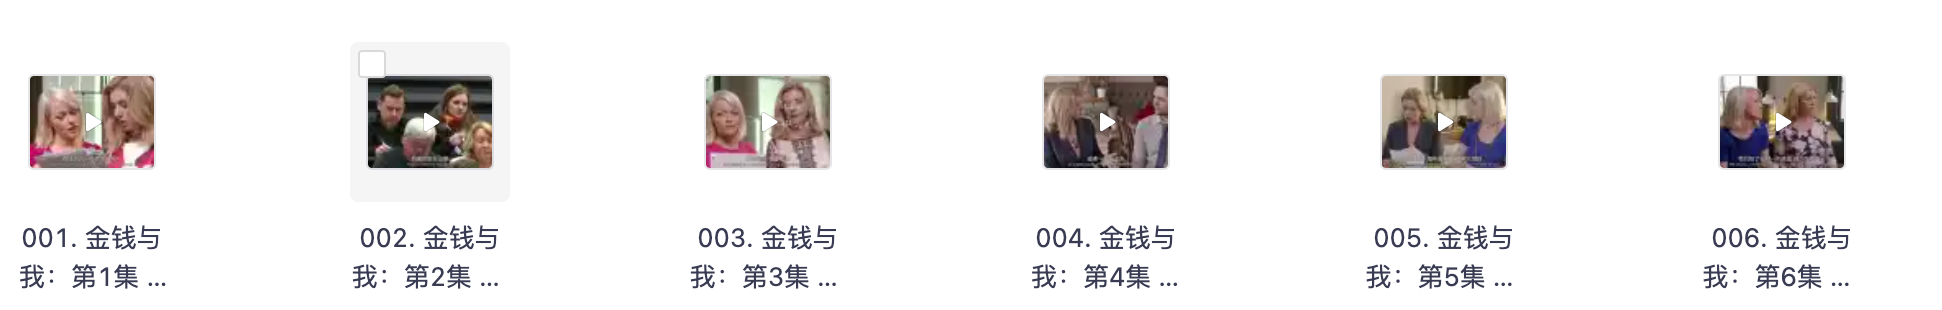 001. 金钱与
我：第1集 ...
002. 金钱与
我：第2集 ...
003. 金钱与
我：第3集 ...
004. 金钱与
我：第4集 ...
005. 金钱与
我：第5集 ...
006. 金钱与
我：第6集 ...